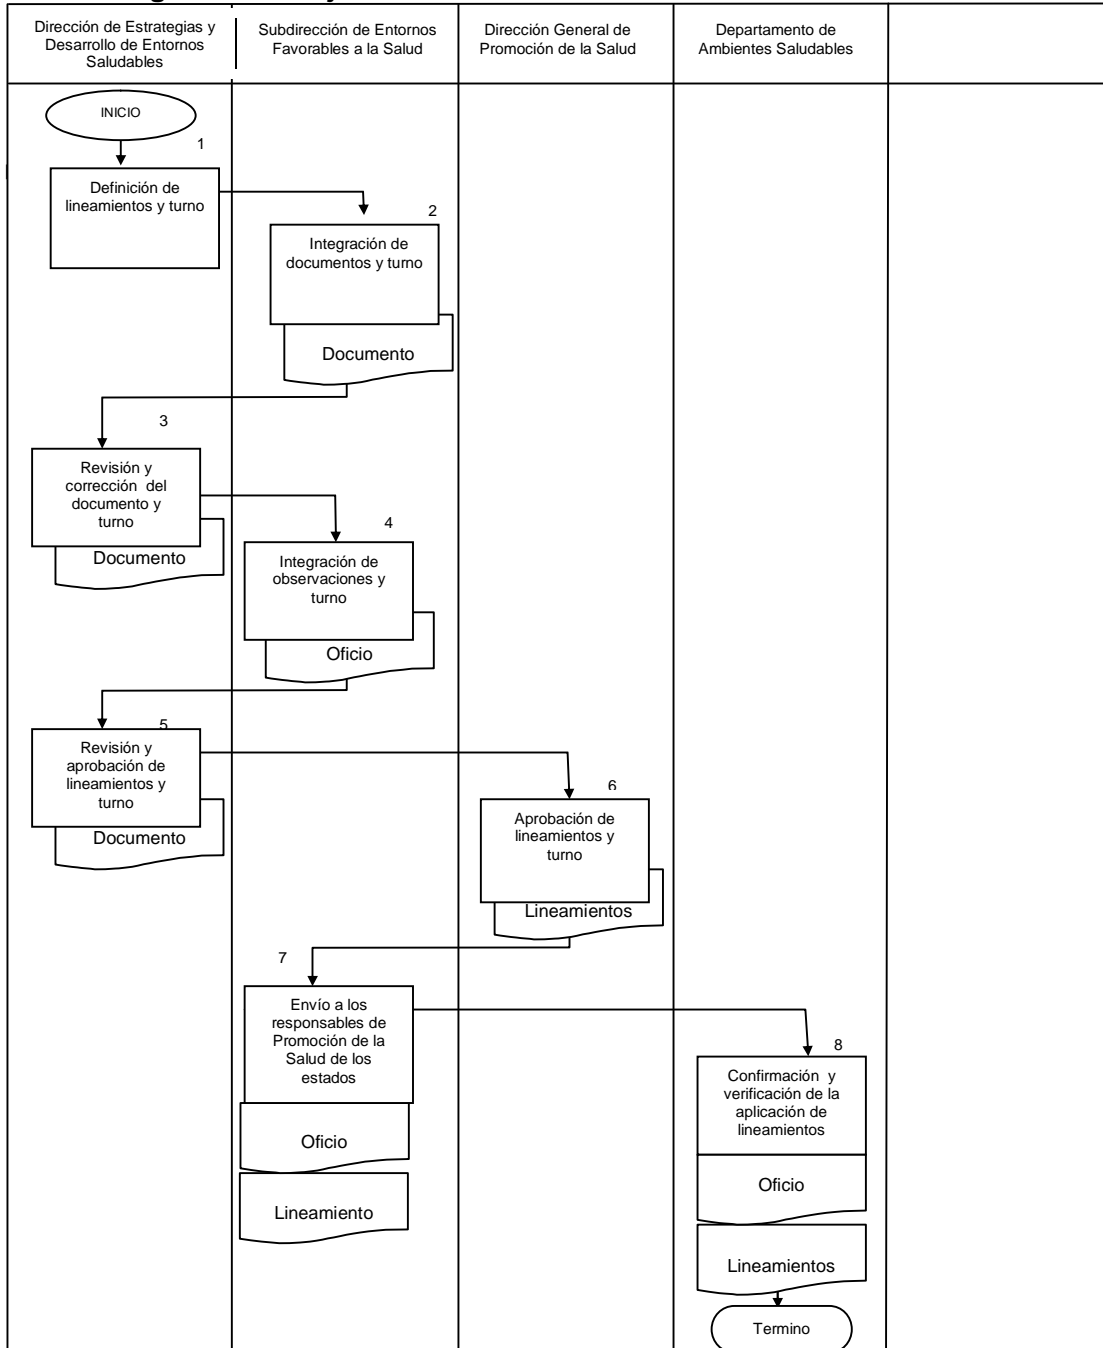 Dirección de Estrategias y
Desarrollo de Entornos
Saludables
Subdirección de Entornos
Favorables a la Salud
Dirección General de
Promoción de la Salud
Departamento de
Ambientes Saludables
INICIO
1
Definición de
lineamientos y turno
2
Integración de
documentos y turno
Documento
3
Revisión y
corrección del
documento y
turno
Documento
4
Integración de
observaciones y
turno
Oficio
5
Revisión y
aprobación de
lineamientos y
turno
Documento
6
Aprobación de
lineamientos y
turno
Lineamientos
7
Envío a los
responsables de
Promoción de la
Salud de los
estados
Oficio
Lineamiento
8
Confirmación y
verificación de la
aplicación de
lineamientos
Oficio
Lineamientos
Termino